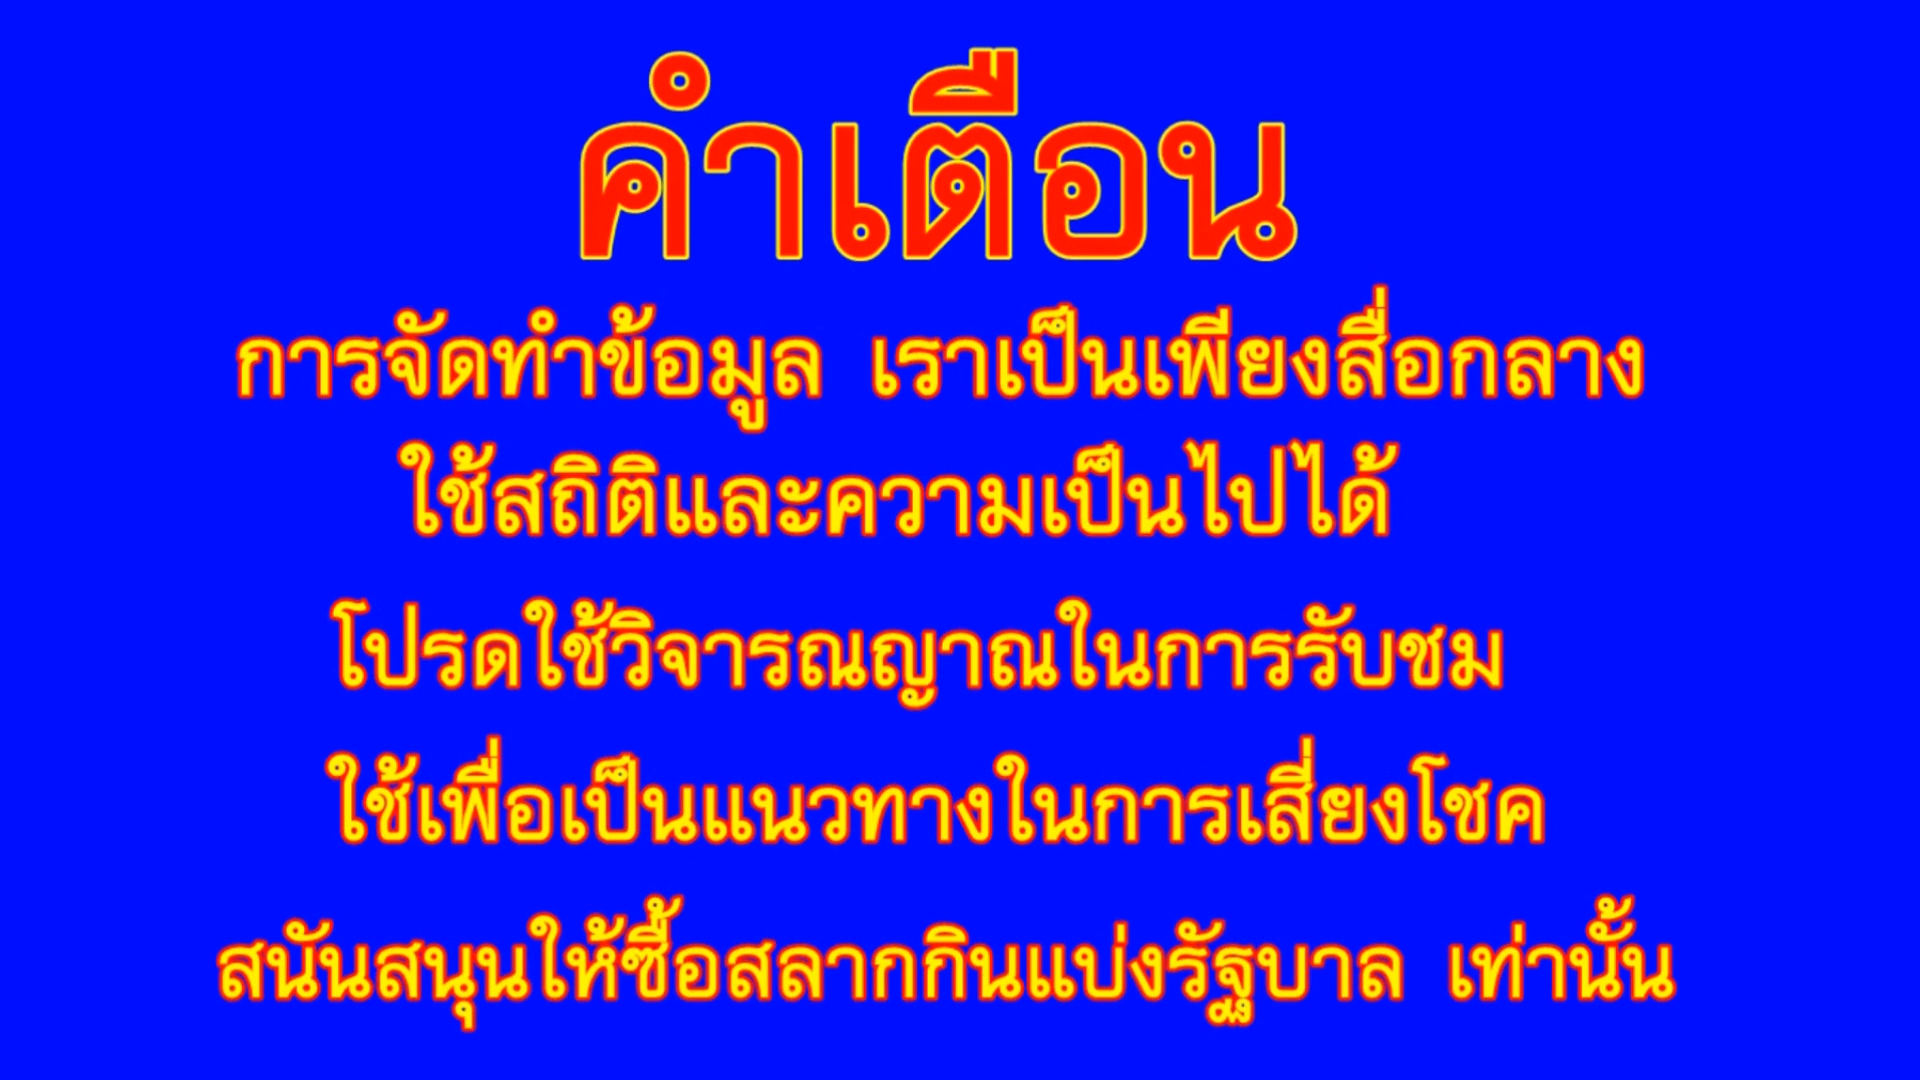 คำเตือน
การจัดทำข้อมูล เราเป็นเพียงสื่อกลาง
ใช้สถิติและความเป็นไปได้
โปรดใช้วิจารณญาณในการรับชม
ใช้เพื่อเป็นแนวทางในการเสี่ยงโชค
สนันสนุนให้ซื้อสลากกินแบ่งรัฐบาล เท่านั้น